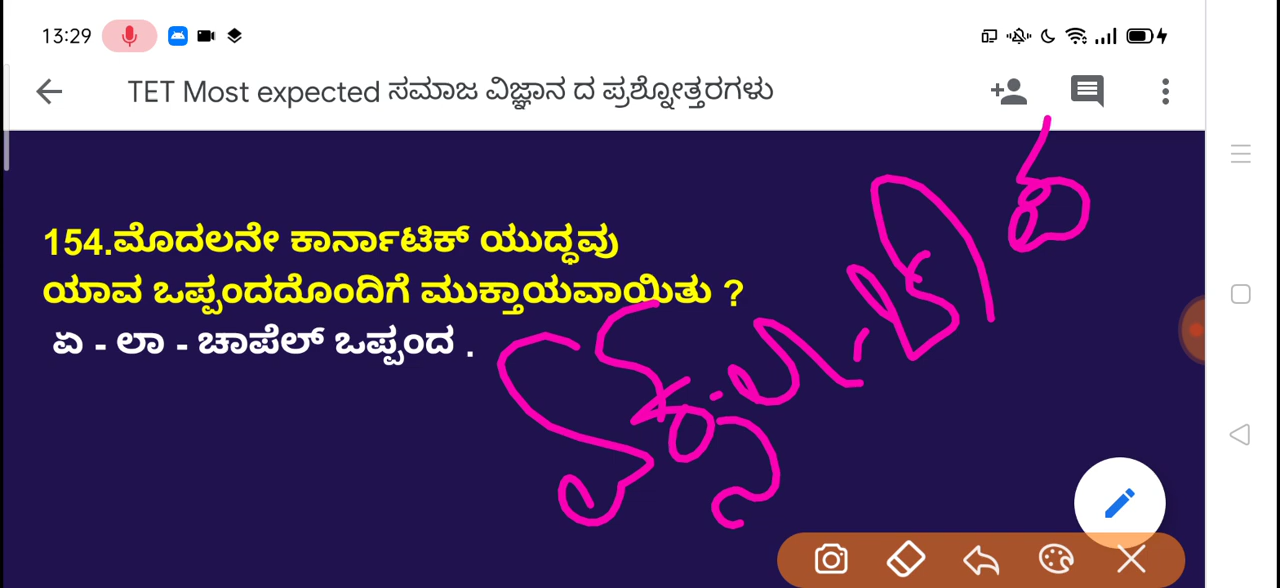 13:29
TET Most expected ಸಮಾಜ ವಿಜ್ಞಾನ ದ ಪ್ರಶ್ನೋತ್ತರಗಳು
154.ಮೊದಲನೇ ಕಾರ್ನಾಟಿಕ್ ಯುದ್ಧವು
ಯಾವ ಒಪ್ಪಂದದೊಂದಿಗೆ ಮುಕ್ತಾಯವಾಯಿತು ?
ಏ - ಲಾ - ಚಾಪೆಲ್ ಒಪ್ಪಂದ .